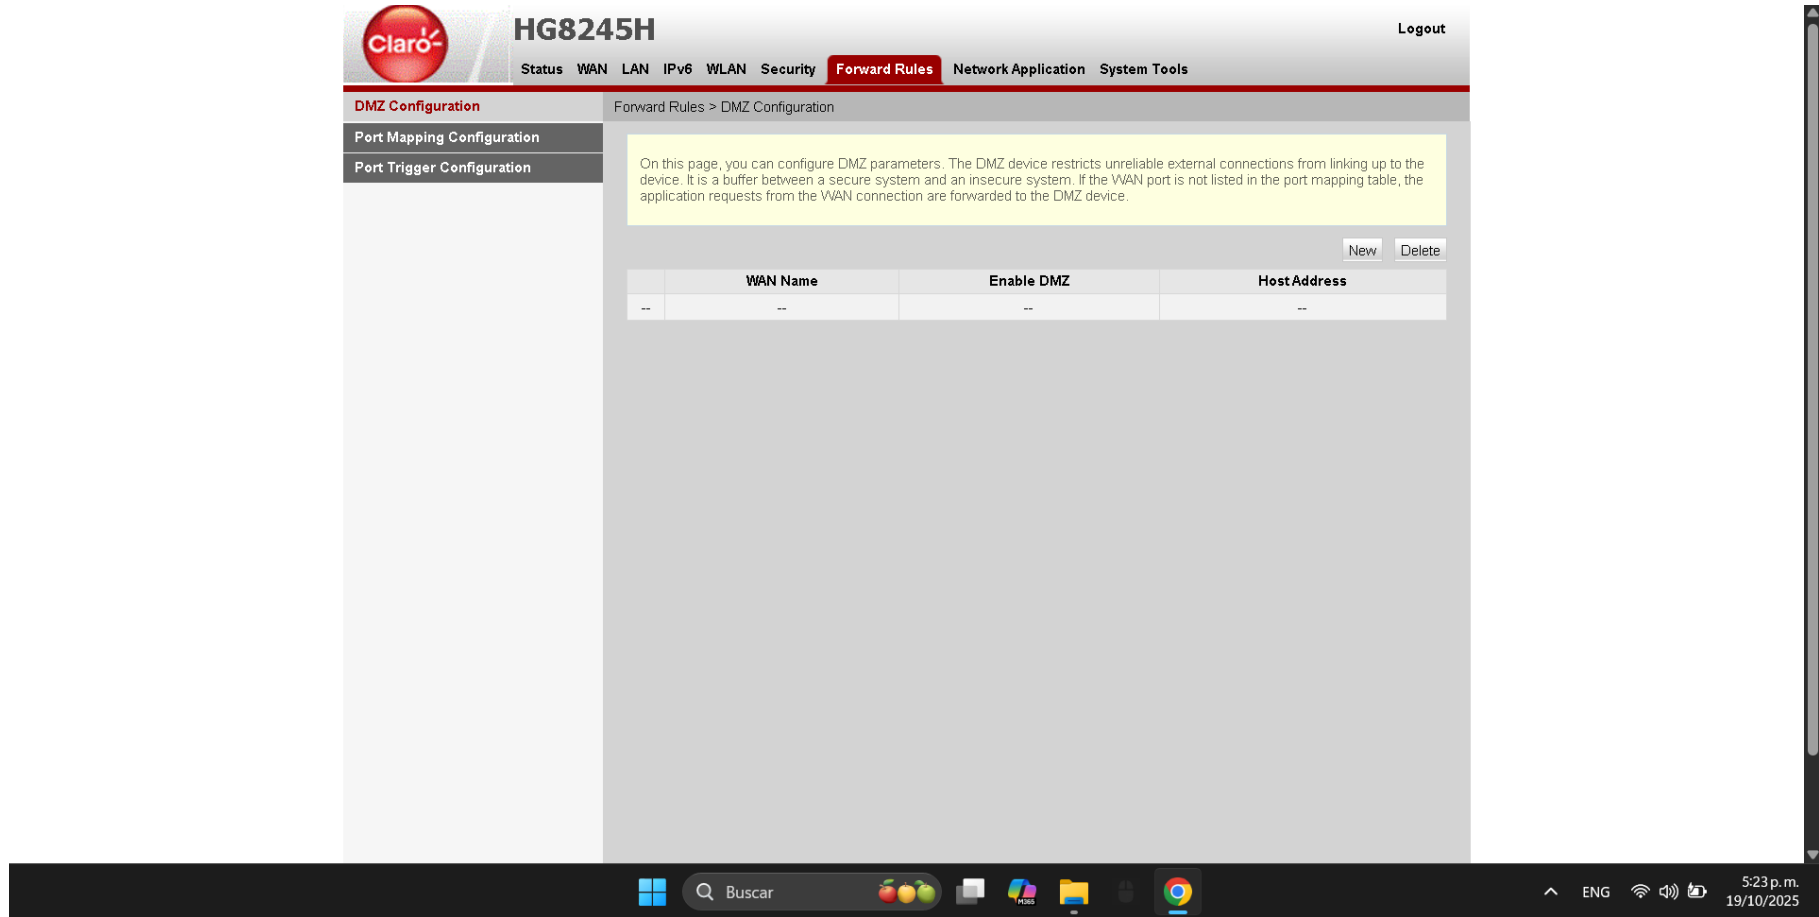 Claro-
HG8245H
Logout
Status WAN LAN IPv6 WLAN Security Forward Rules Network Application System Tools
DMZ Configuration
Port Mapping Configuration
Port Trigger Configuration
Forward Rules > DMZ Configuration
On this page, you can configure DMZ parameters. The DMZ device restricts unreliable external connections from linking up to the
device. It is a buffer between a secure system and an insecure system. If the WAN port is not listed in the port mapping table, the
application requests from the WAN connection are forwarded to the DMZ device.
New Delete
WAN Name Enable DMZ Host Address
-- -- -- --
Buscar
M365
ENG
5:23 p.m.
19/10/2025